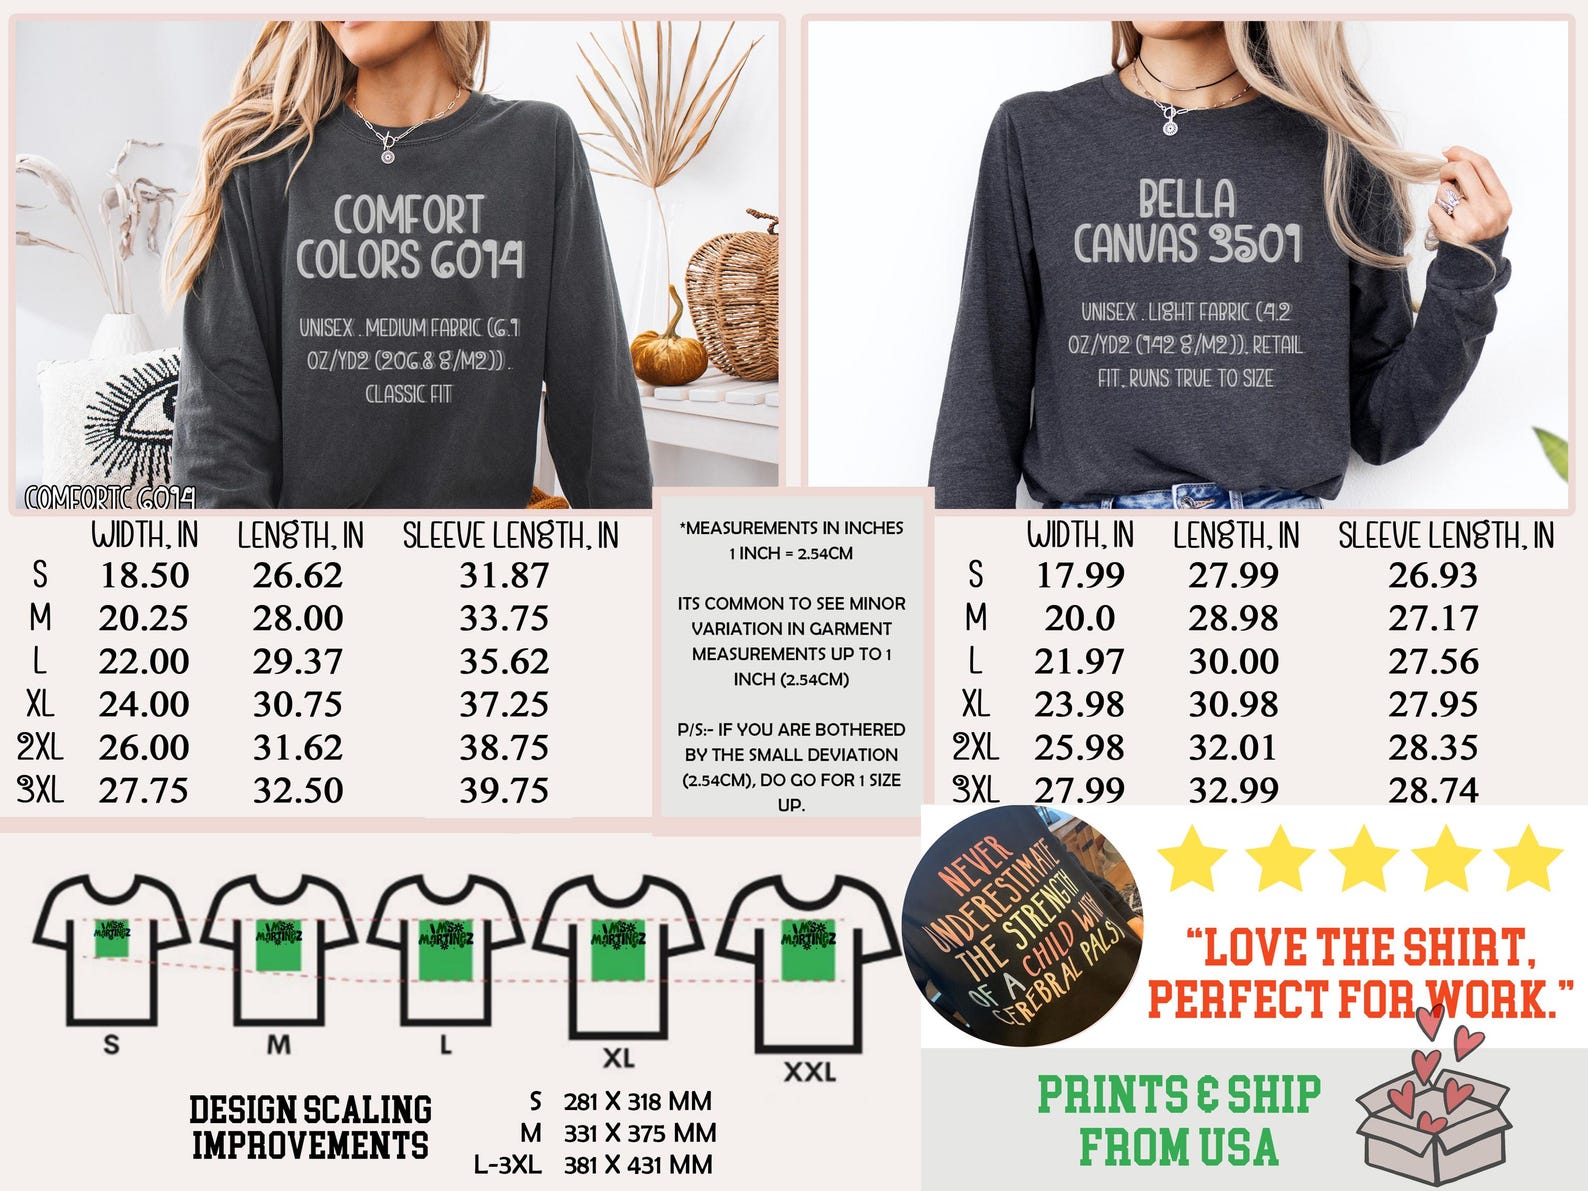 COMFORT
COLORS 6014
UNISEX . MEDIUM FABRIC (6.1
OZ/YD2 (206.8 G/M2)) .
CLASSIC FIT
COMFORTC 6014
BELLA
CANVAS 3501
UNISEX . LIGHT FABRIC (4.2
OZ/YD2 (142 G/M2)). RETAIL
FIT. RUNS TRUE TO SIZE
WIDTH, IN LENGTH, IN SLEEVE LENGTH, IN
S 18.50 26.62 31.87
M 20.25 28.00 33.75
L 22.00 29.37 35.62
XL 24.00 30.75 37.25
2XL 26.00 31.62 38.75
3XL 27.75 32.50 39.75
*MEASUREMENTS IN INCHES
1 INCH = 2.54CM
ITS COMMON TO SEE MINOR
VARIATION IN GARMENT
MEASUREMENTS UP TO 1
INCH (2.54CM)
P/S:- IF YOU ARE BOTHERED
BY THE SMALL DEVIATION
(2.54CM), DO GO FOR 1 SIZE
UP.
WIDTH, IN LENGTH, IN SLEEVE LENGTH, IN
S 17.99 27.99 26.93
M 20.0 28.98 27.17
L 21.97 30.00 27.56
XL 23.98 30.98 27.95
2XL 25.98 32.01 28.35
3XL 27.99 32.99 28.74
MS
MARTINEZ
MS
MARTINEZ
MS
MARTINEZ
MS
MARTINEZ
MS
MARTINEZ
S M L XL XXL
DESIGN SCALING
IMPROVEMENTS
S 281 X 318 MM
M 331 X 375 MM
L-3XL 381 X 431 MM
NEVER
UNDERESTIMATE
THE STRENGTH
OF A CHILD WITH
CEREBRAL PALSY
“LOVE THE SHIRT,
PERFECT FOR WORK.”
PRINTS & SHIP
FROM USA